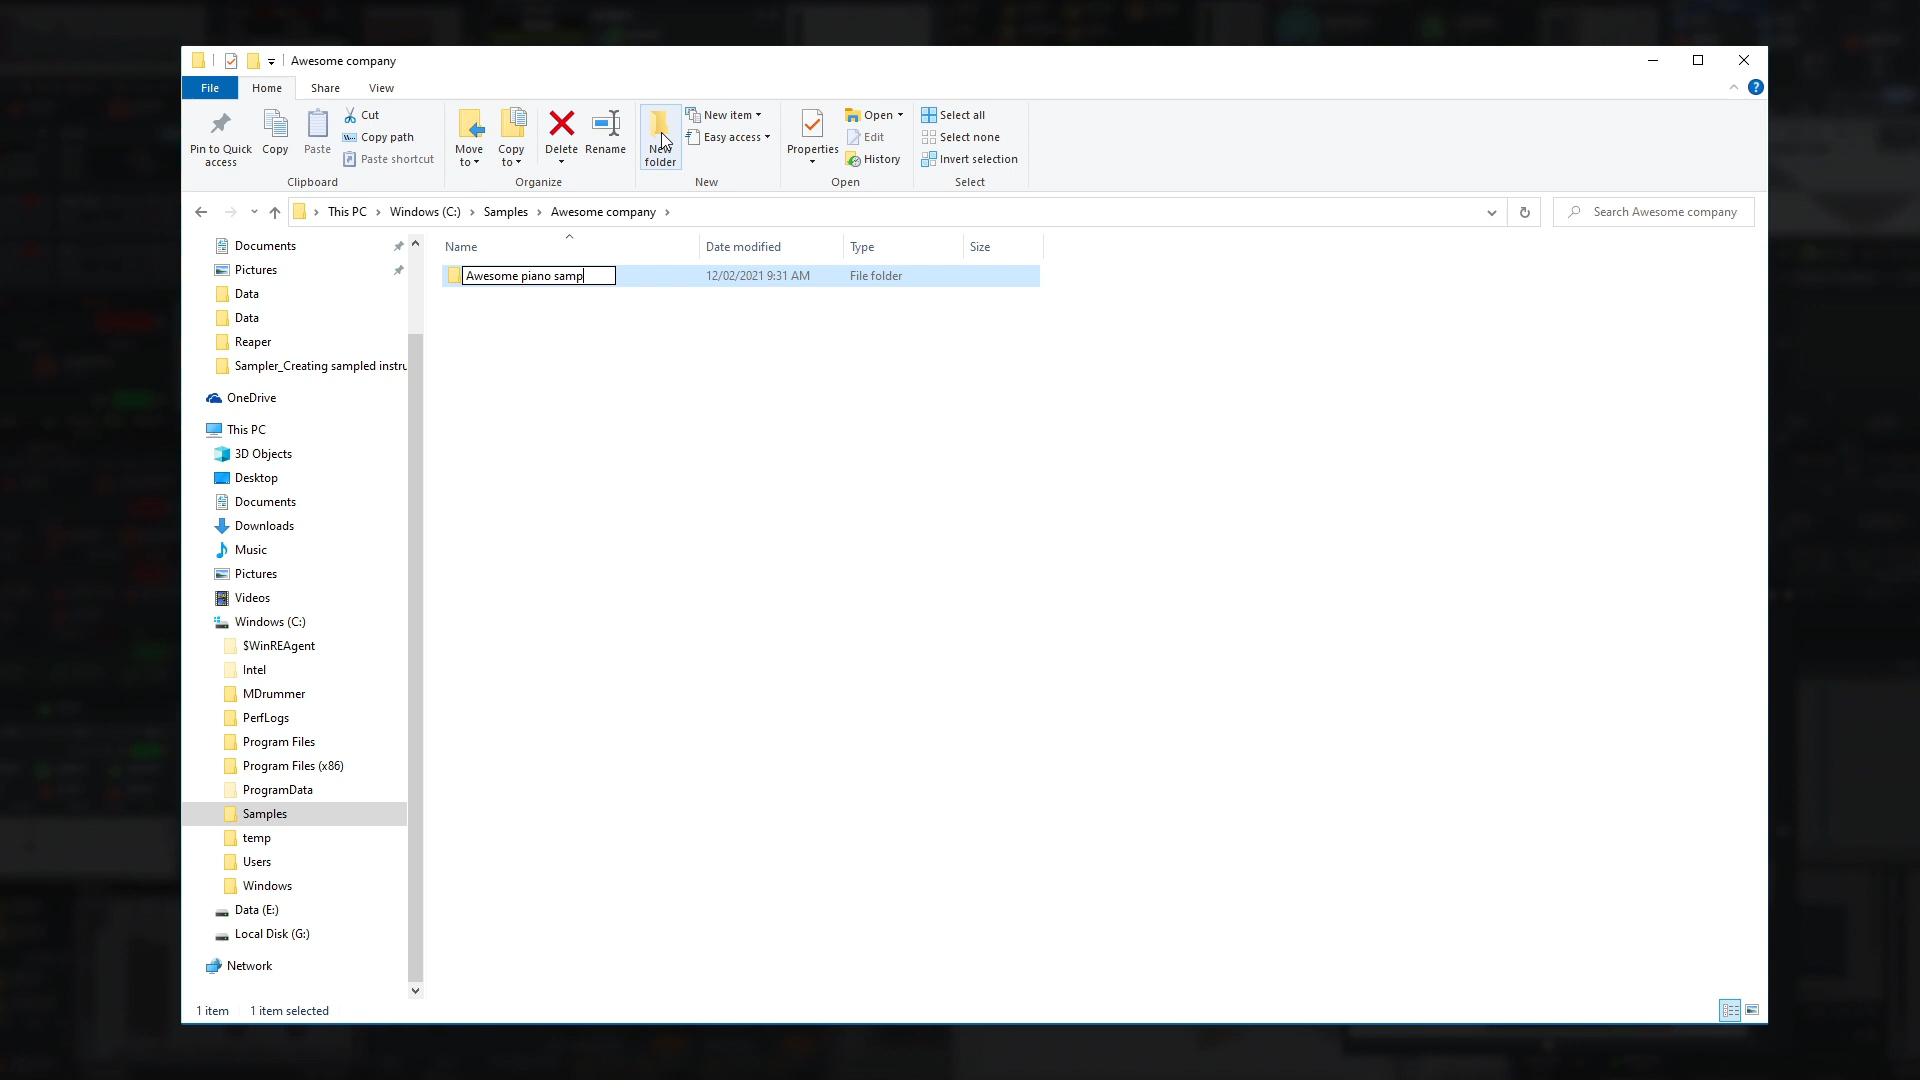 Awesome company
File Home Share View
Pin to Quick access
Copy
Paste
Cut
Copy path
Paste shortcut
Clipboard
Move to
Copy to
Delete
Rename
Organize
New folder
New item
Easy access
New
Properties
Open
Edit
History
Open
Select all
Select none
Invert selection
Select
This PC Windows (C:) Samples Awesome company
Search Awesome company
Documents
Pictures
Data
Data
Reaper
Sampler_Creating sampled instru
OneDrive
This PC
3D Objects
Desktop
Documents
Downloads
Music
Pictures
Videos
Windows (C:)
$WinREAgent
Intel
MDrummer
PerfLogs
Program Files
Program Files (x86)
ProgramData
Samples
temp
Users
Windows
Data (E:)
Local Disk (G:)
Network
Name Date modified Type Size
Awesome piano samp 12/02/2021 9:31 AM File folder
1 item 1 item selected